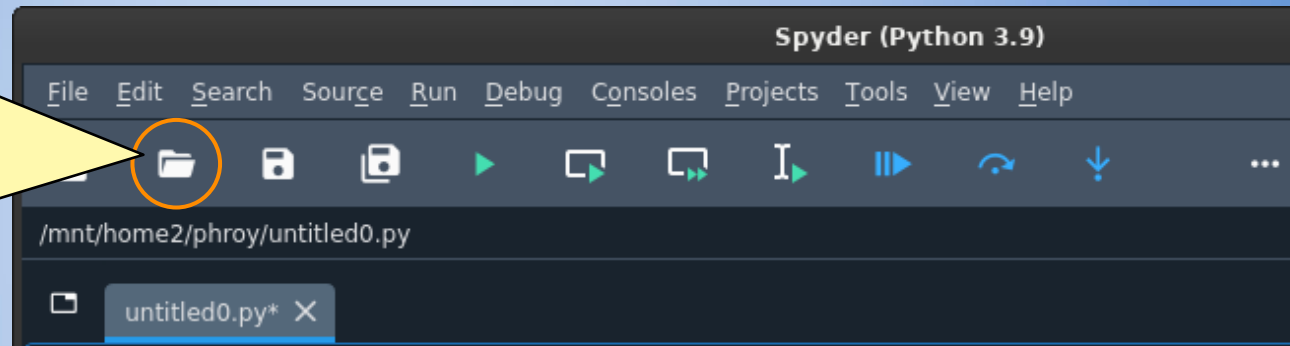 Spyder (Python 3.9)
File Edit Search Source Run Debug Consoles Projects Tools View Help
/mnt/home2/phroy/untitled0.py
untitled0.py*